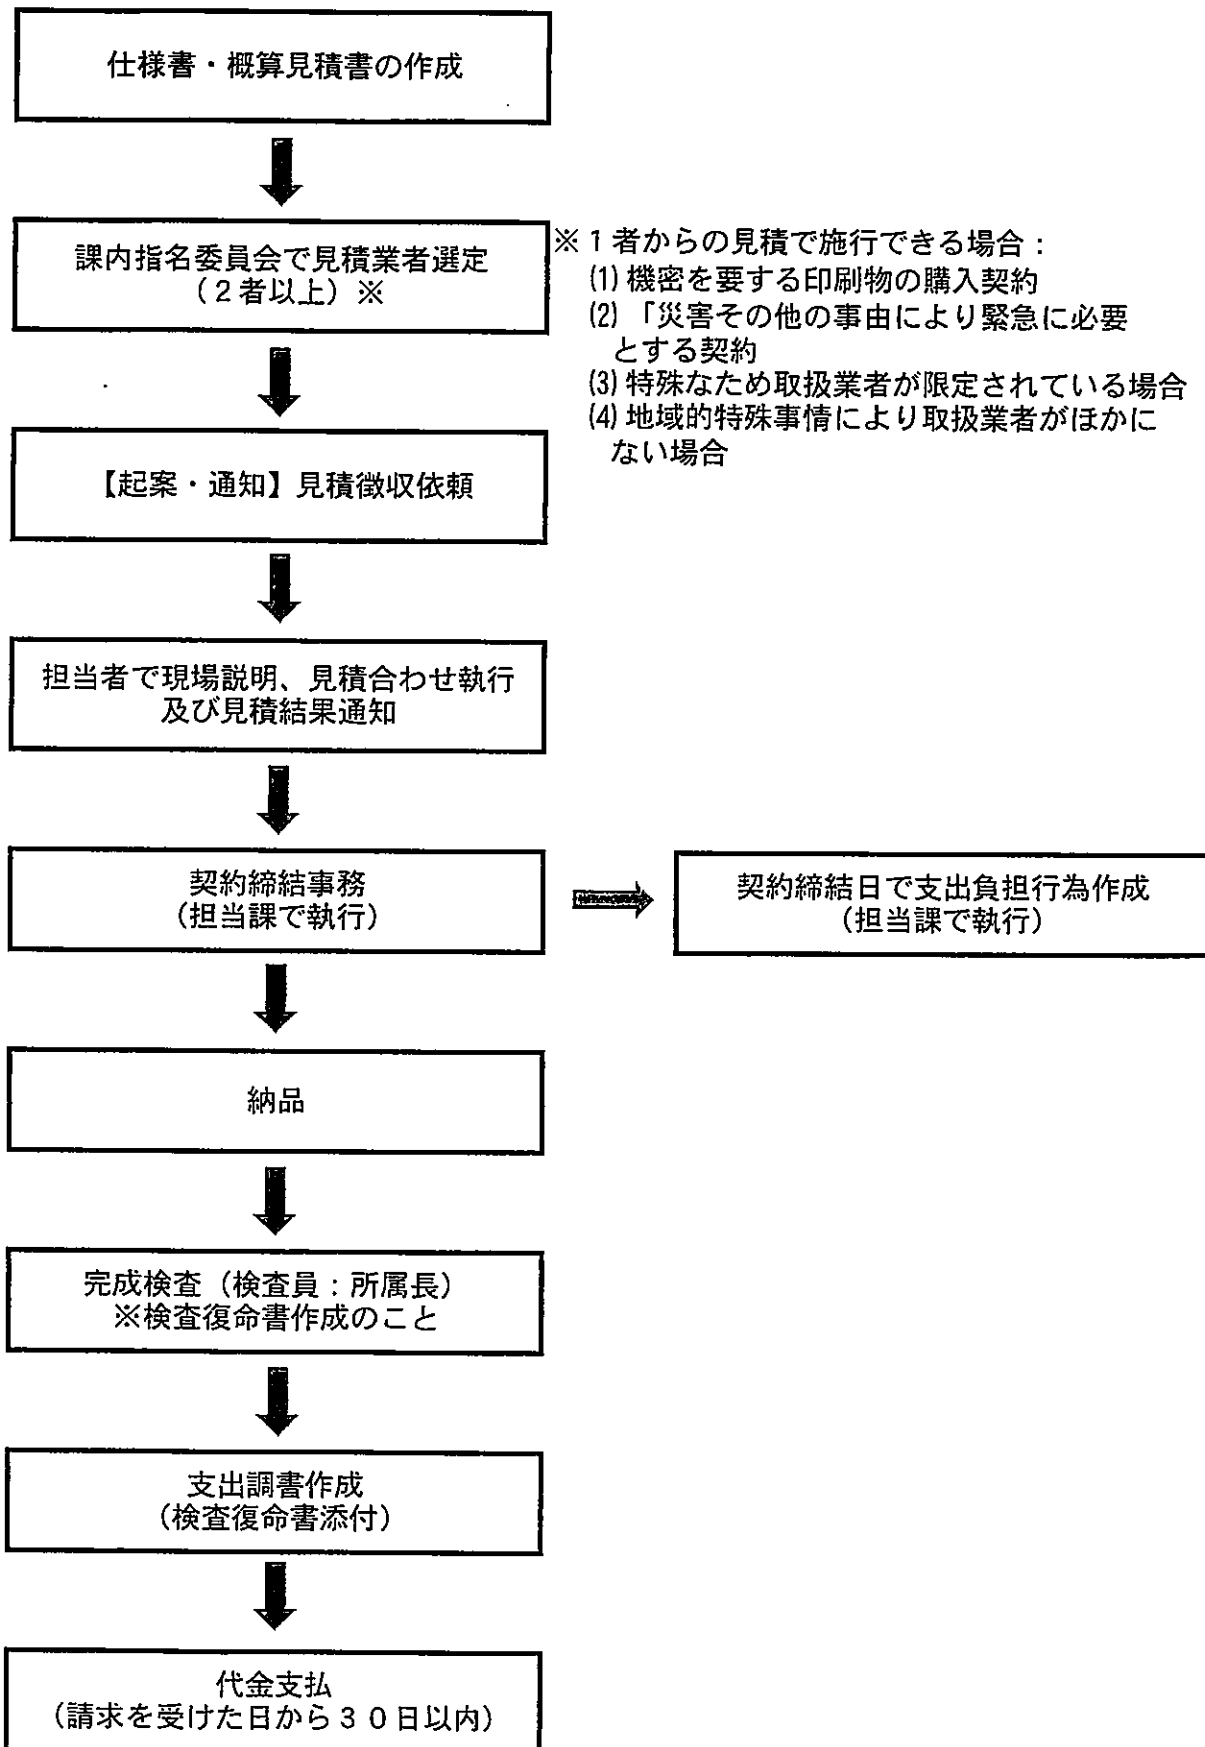 仕様書・概算見積書の作成
課内指名委員会で見積業者選定
（２者以上）※
※１者からの見積で施行できる場合：
(1) 機密を要する印刷物の購入契約
(2) 「災害その他の事由により緊急に必要
とする契約
(3) 特殊なため取扱業者が限定されている場合
(4) 地域的特殊事情により取扱業者がほかに
ない場合
【起案・通知】見積徴収依頼
担当者で現場説明、見積合わせ執行
及び見積結果通知
契約締結事務
（担当課で執行）
契約締結日で支出負担行為作成
（担当課で執行）
納品
完成検査（検査員：所属長）
※検査復命書作成のこと
支出調書作成
（検査復命書添付）
代金支払
（請求を受けた日から３０日以内）